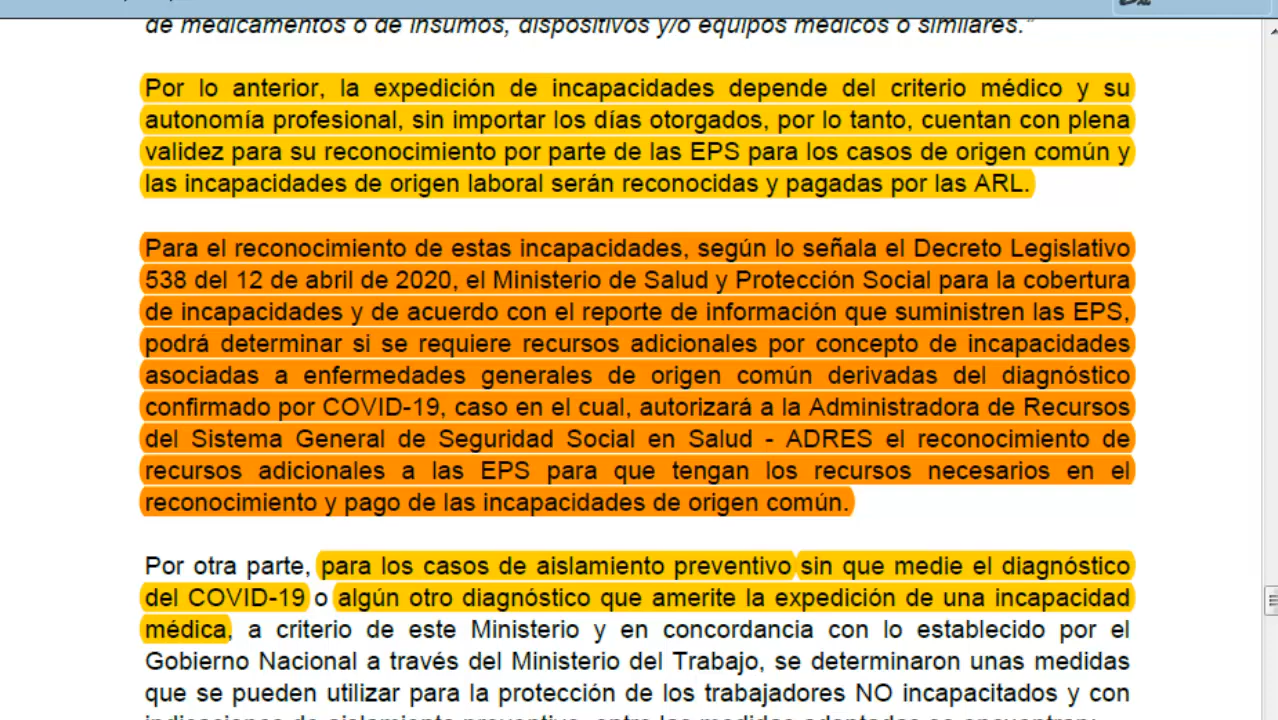 de medicamentos o de insumos, dispositivos y/o equipos médicos o similares.”
Por lo anterior, la expedición de incapacidades depende del criterio médico y su
autonomía profesional, sin importar los días otorgados, por lo tanto, cuentan con plena
validez para su reconocimiento por parte de las EPS para los casos de origen común y
las incapacidades de origen laboral serán reconocidas y pagadas por las ARL.
Para el reconocimiento de estas incapacidades, según lo señala el Decreto Legislativo
538 del 12 de abril de 2020, el Ministerio de Salud y Protección Social para la cobertura
de incapacidades y de acuerdo con el reporte de información que suministren las EPS,
podrá determinar si se requiere recursos adicionales por concepto de incapacidades
asociadas a enfermedades generales de origen común derivadas del diagnóstico
confirmado por COVID-19, caso en el cual, autorizará a la Administradora de Recursos
del Sistema General de Seguridad Social en Salud - ADRES el reconocimiento de
recursos adicionales a las EPS para que tengan los recursos necesarios en el
reconocimiento y pago de las incapacidades de origen común.
Por otra parte, para los casos de aislamiento preventivo sin que medie el diagnóstico
del COVID-19 o algún otro diagnóstico que amerite la expedición de una incapacidad
médica, a criterio de este Ministerio y en concordancia con lo establecido por el
Gobierno Nacional a través del Ministerio del Trabajo, se determinaron unas medidas
que se pueden utilizar para la protección de los trabajadores NO incapacitados y con
indicaciones de aislamiento preventivo, entre las medidas adoptadas se encuentran: